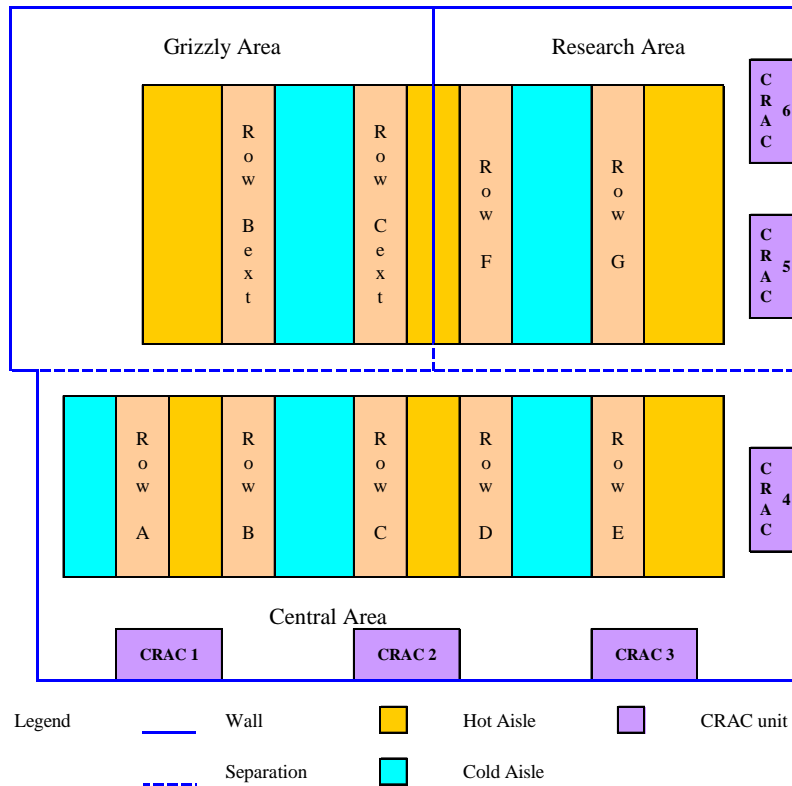 Grizzly Area
Research Area
Row Bext
Row Cext
Row F
Row G
CRAC 6
CRAC 5
Row A
Row B
Row C
Row D
Row E
CRAC 4
Central Area
CRAC 1
CRAC 2
CRAC 3
Legend
Wall
Hot Aisle
CRAC unit
Separation
Cold Aisle